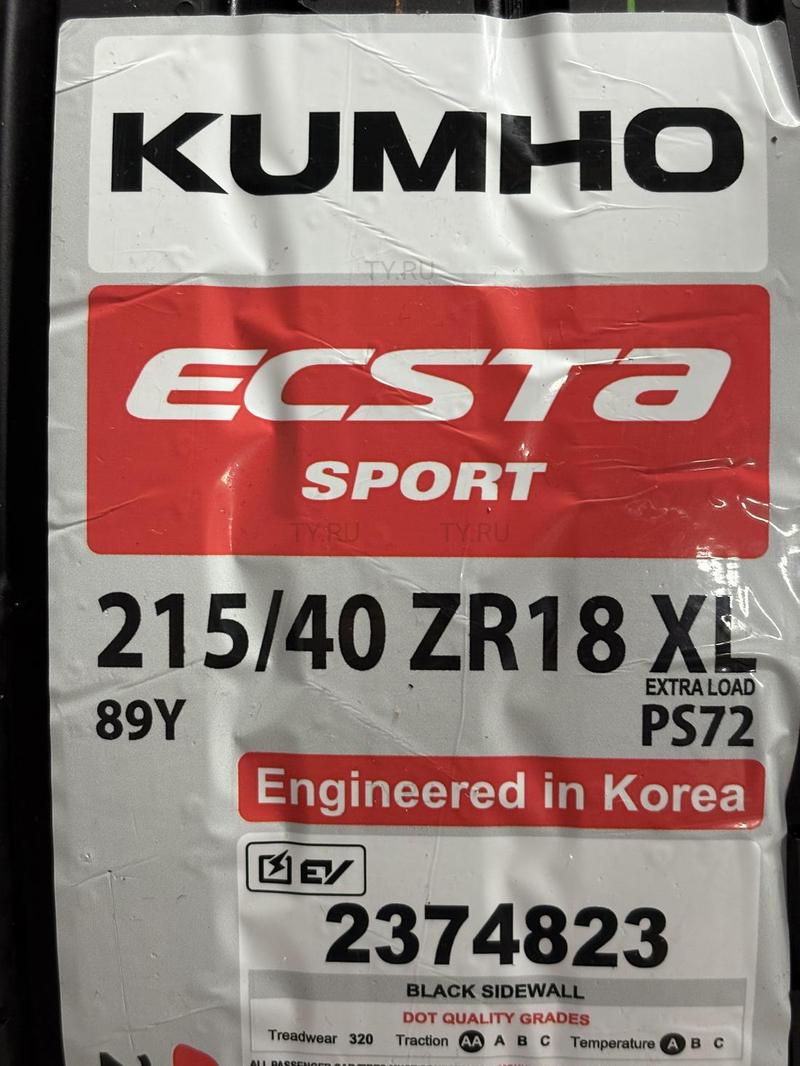 KUMHO
TY.RU
ECSTA
SPORT
TY.RU TY.RU
215/40 ZR18 XL
EXTRA LOAD
89Y PS72
Engineered in Korea
EV
2374823
BLACK SIDEWALL
DOT QUALITY GRADES
Treadwear 320 Traction AA A B C Temperature A B C